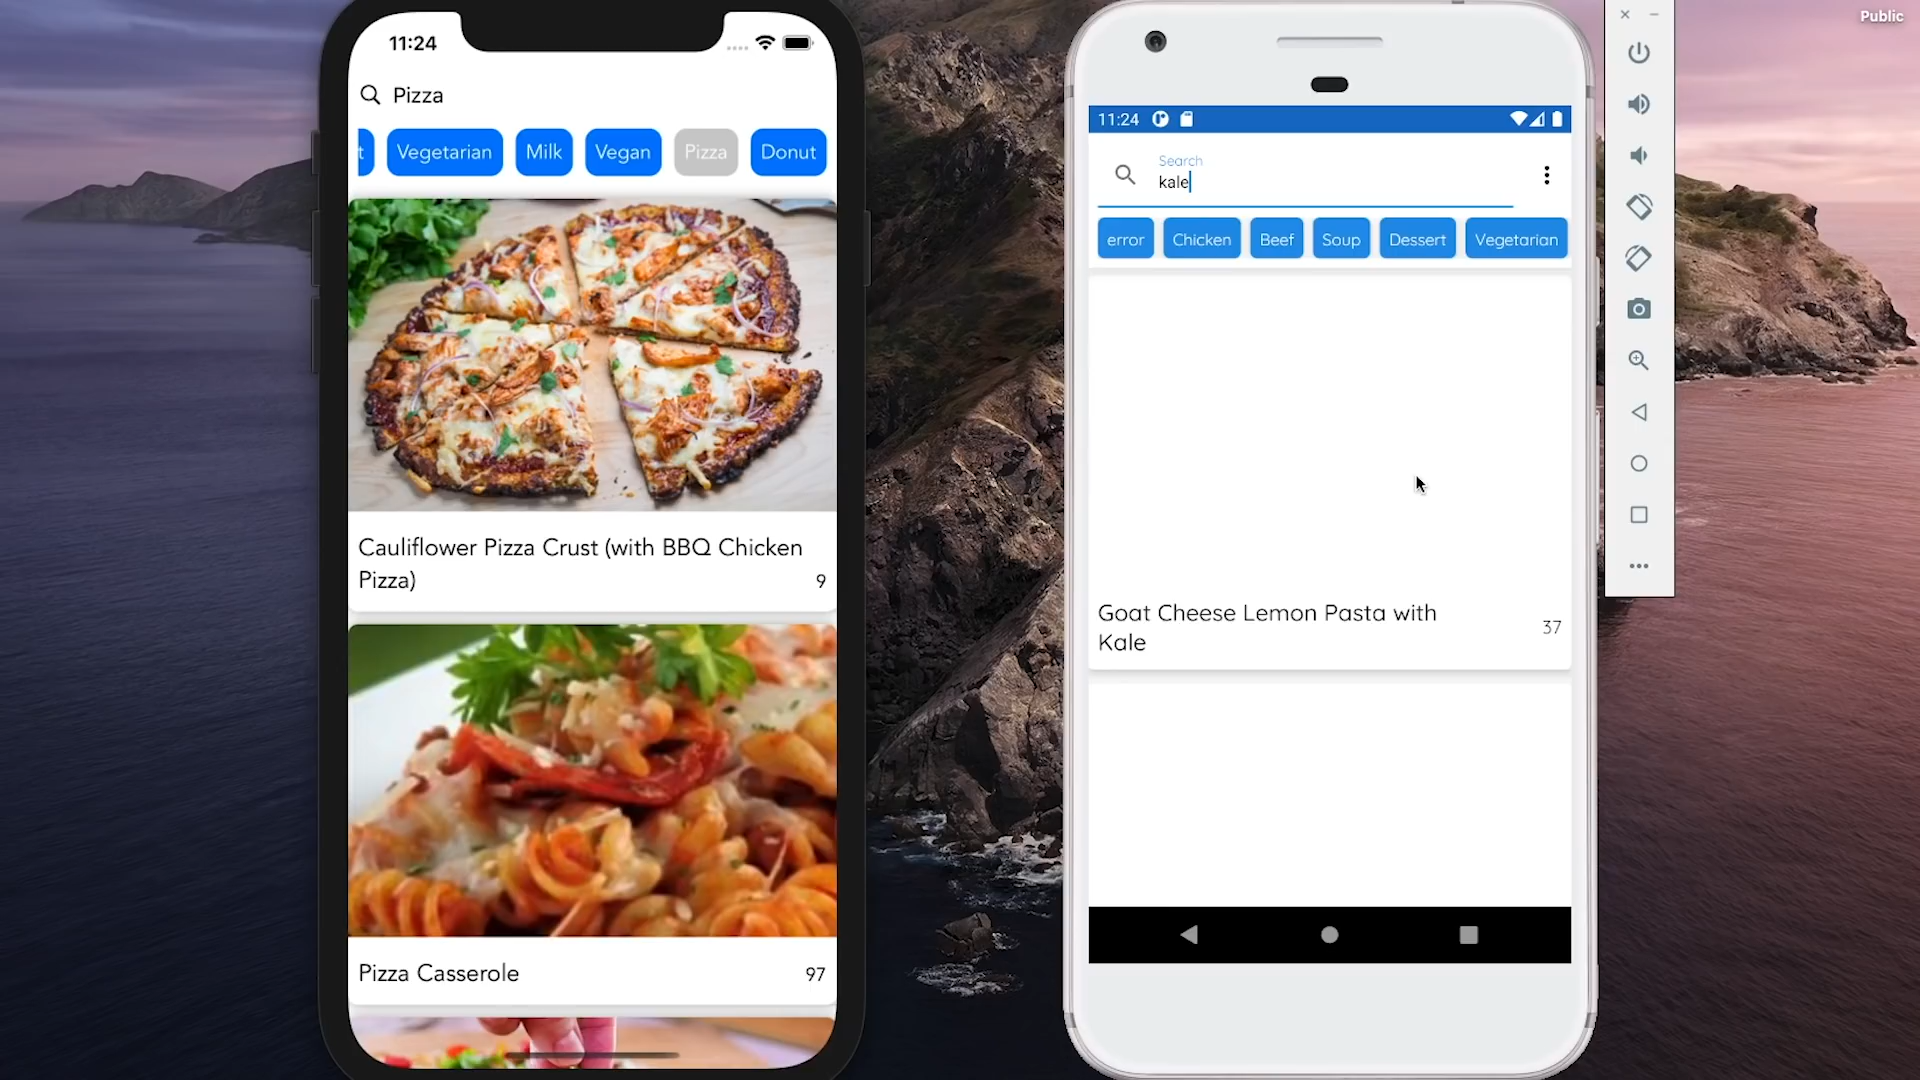 Public
11:24
Pizza
t
Vegetarian
Milk
Vegan
Pizza
Donut
Cauliflower Pizza Crust (with BBQ Chicken
Pizza)
9
Pizza Casserole
97
11:24
Search
kale
error
Chicken
Beef
Soup
Dessert
Vegetarian
Goat Cheese Lemon Pasta with
Kale
37